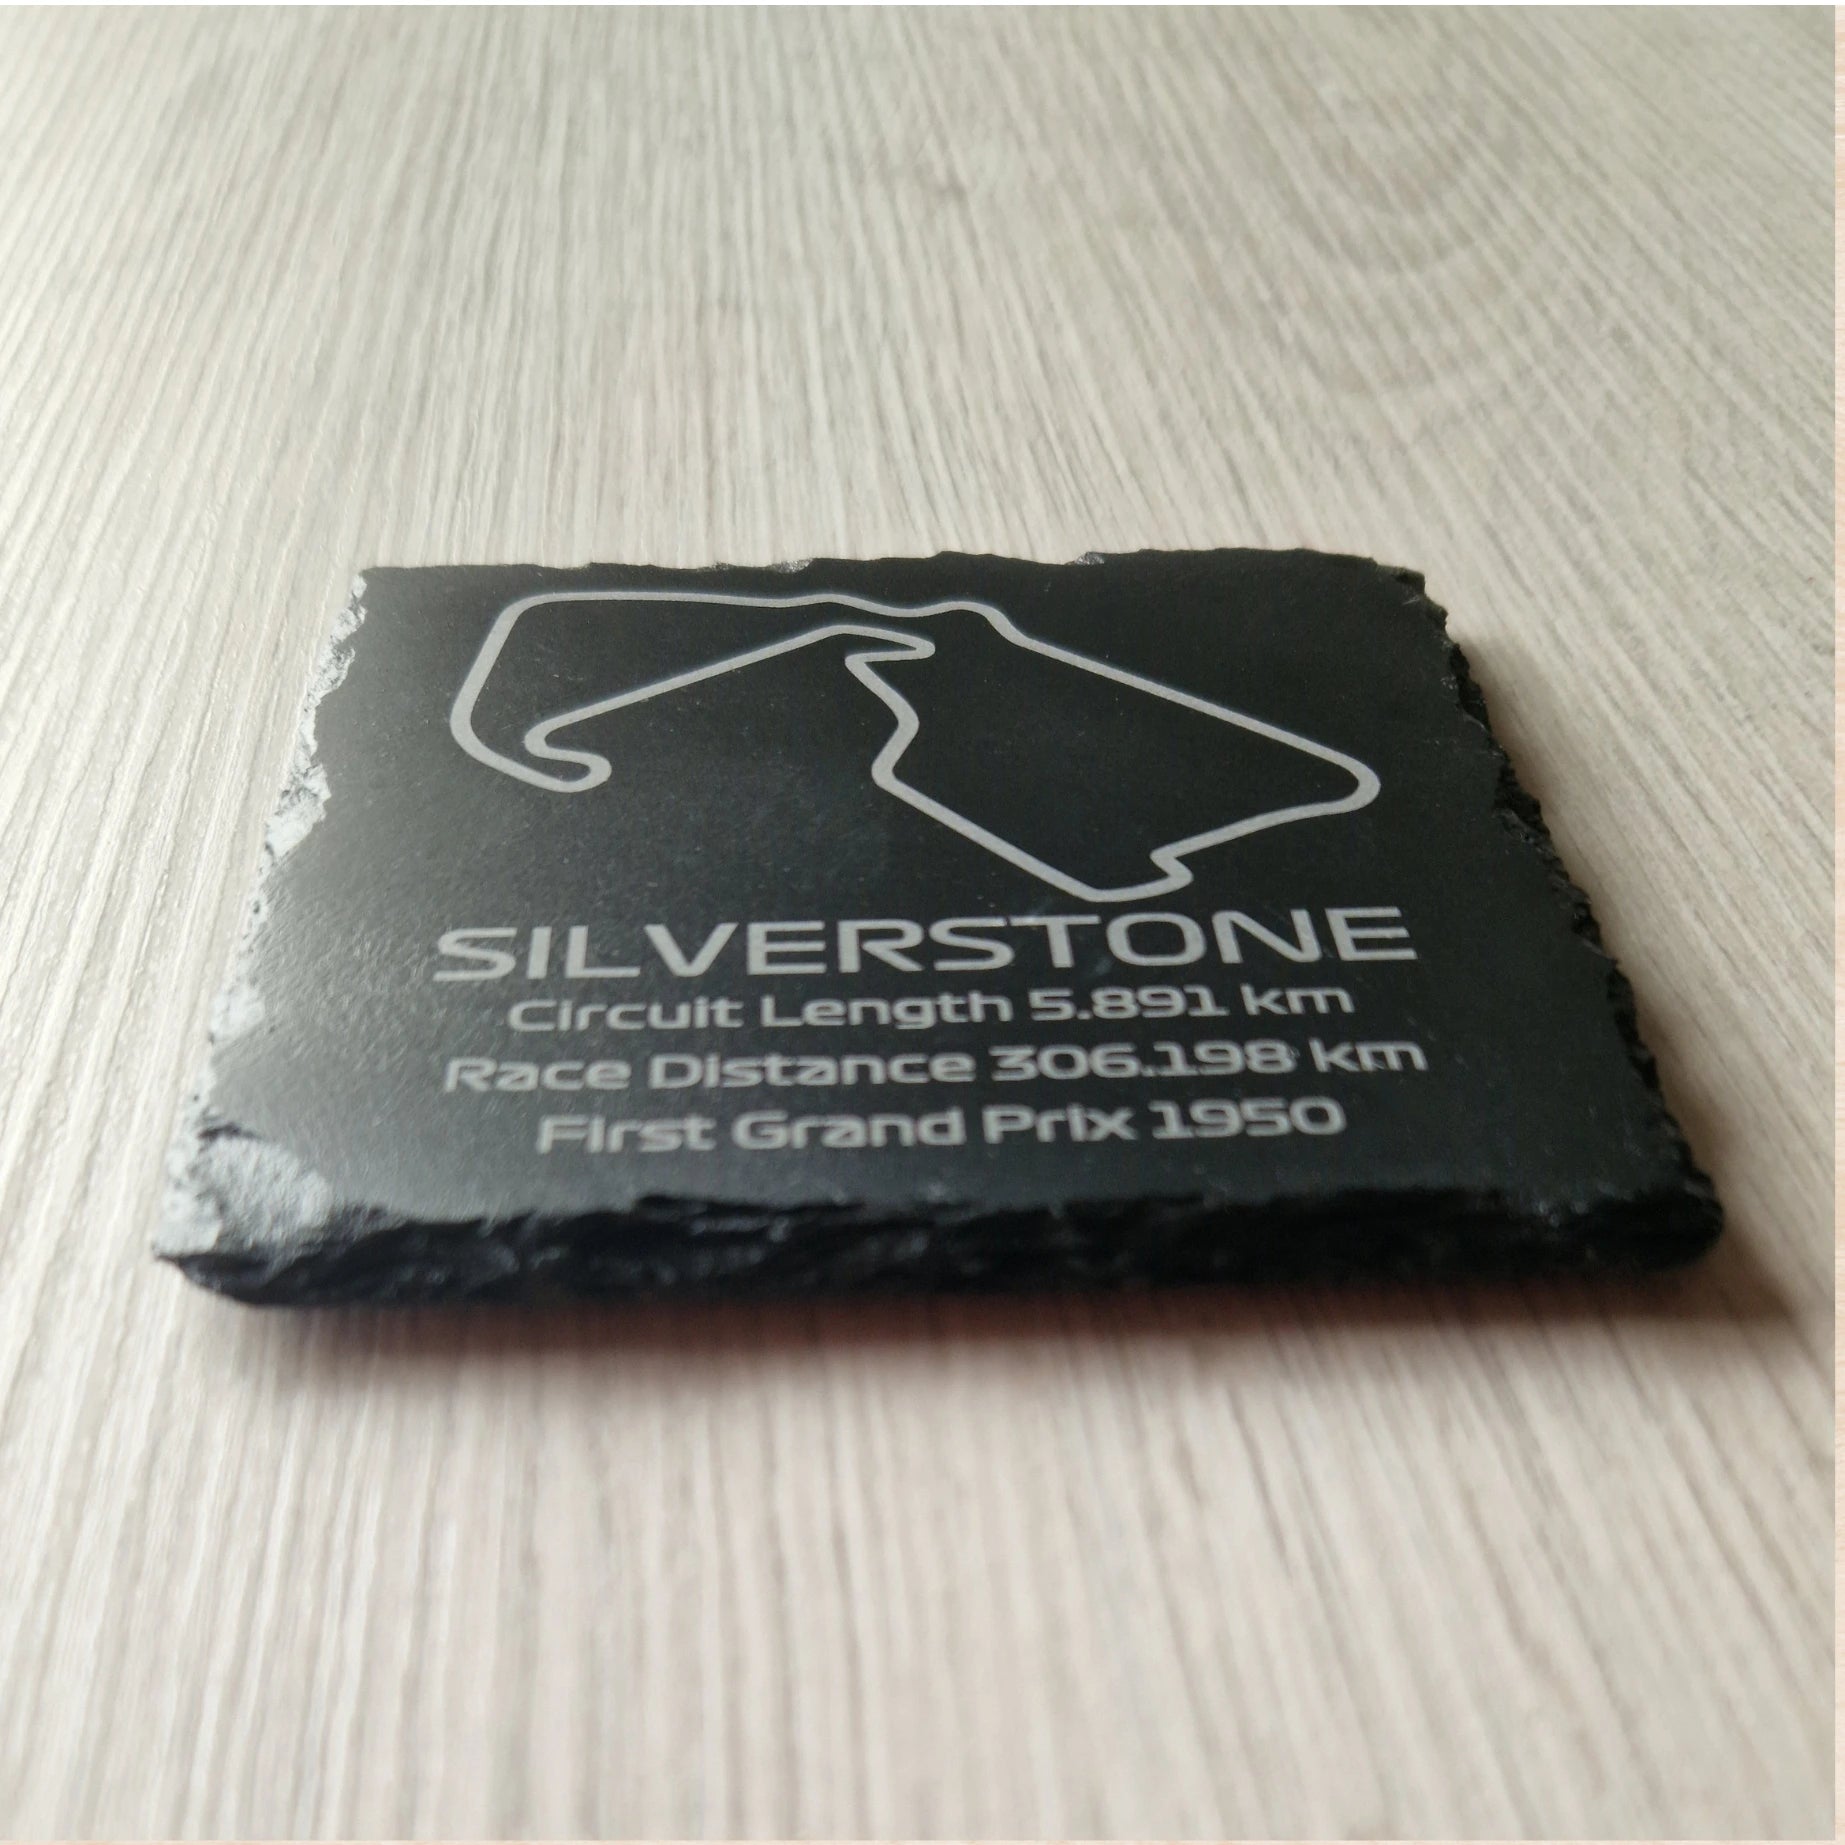 SILVERSTONE
Circuit Length 5.891 km
Race Distance 306.198 km
First Grand Prix 1950